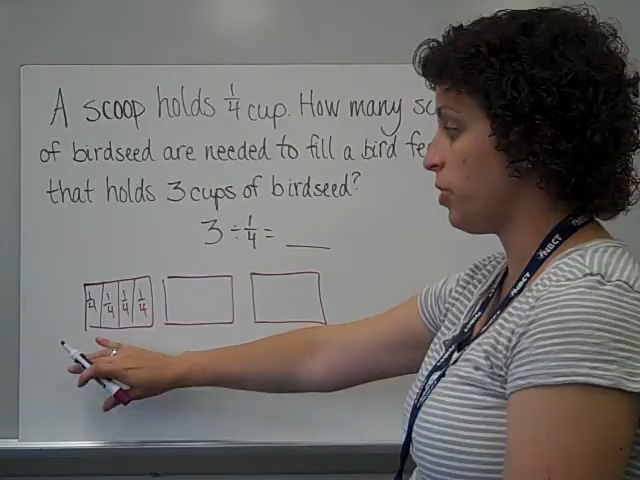 A scoop holds 1/4 cup. How many sc
of birdseed are needed to fill a bird fe
that holds 3 cups of birdseed?
3 ÷ 1/4 = ___
1/4 1/4 1/4 1/4
NBCT